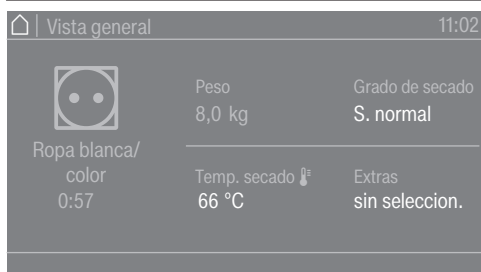 Vista general
11:02
Ropa blanca/
color
0:57
Peso
8,0 kg
Grado de secado
S. normal
Temp. secado
66 °C
Extras
sin seleccion.